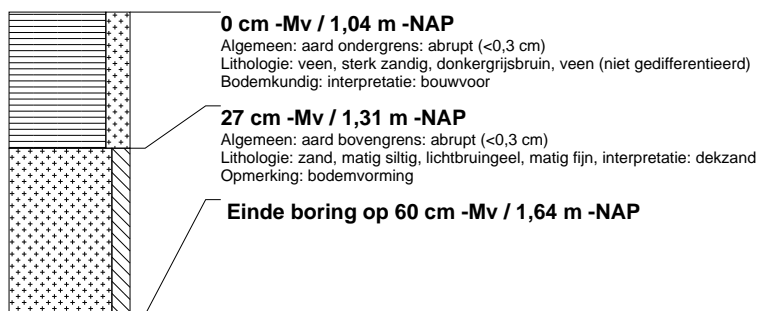 0 cm -Mv / 1,04 m -NAP
Algemeen: aard ondergrens: abrupt (<0,3 cm)
Lithologie: veen, sterk zandig, donkergrijsbruin, veen (niet gedifferentieerd)
Bodemkundig: interpretatie: bouwvoor
27 cm -Mv / 1,31 m -NAP
Algemeen: aard bovengrens: abrupt (<0,3 cm)
Lithologie: zand, matig siltig, lichtbruingeel, matig fijn, interpretatie: dekzand
Opmerking: bodemvorming
Einde boring op 60 cm -Mv / 1,64 m -NAP